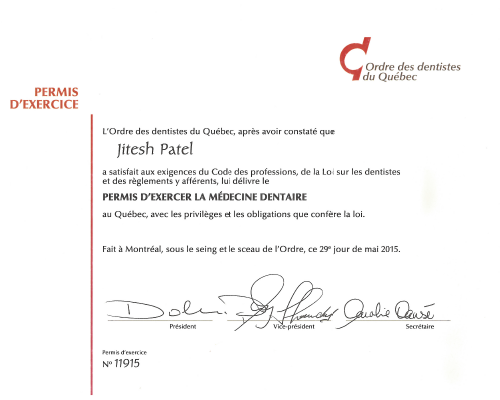 Ordre des dentistes
du Québec
PERMIS
D'EXERCICE
L'Ordre des dentistes du Québec, après avoir constaté que
Jitesh Patel
a satisfait aux exigences du Code des professions, de la Loi sur les dentistes
et des règlements y afférents, lui délivre le
PERMIS D'EXERCER LA MÉDECINE DENTAIRE
au Québec, avec les privilèges et les obligations que confère la loi.
Fait à Montréal, sous le seing et le sceau de l'Ordre, ce 29e jour de mai 2015.
Président
Vice-président
Secrétaire
Permis d'exercice
No 11915